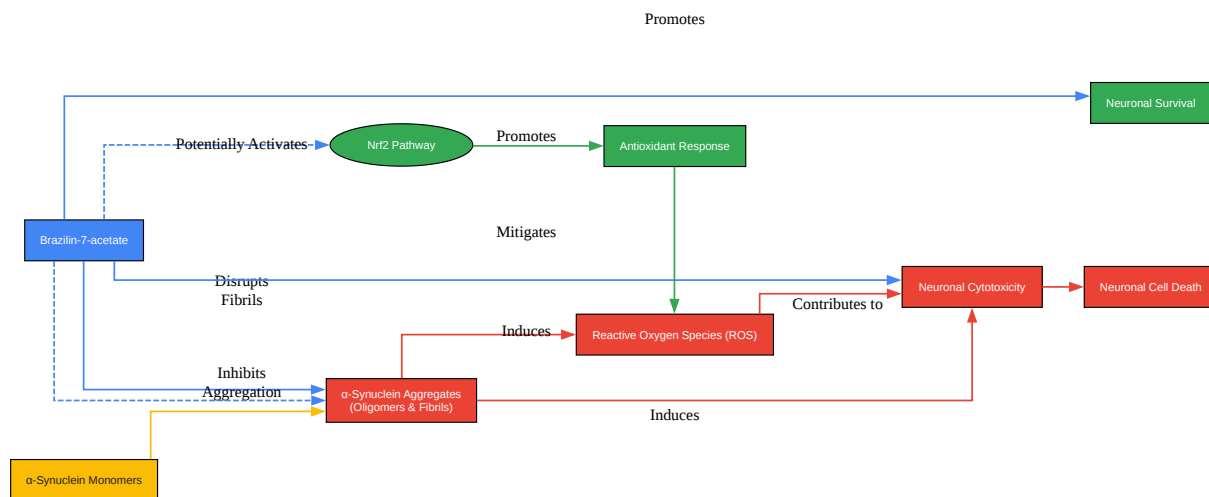 Promotes
Neuronal Survival
Potentially Activates
Nrf2 Pathway
Promotes
Antioxidant Response
Brazilin-7-acetate
Mitigates
Disrupts
Fibrils
Neuronal Cytotoxicity
Neuronal Cell Death
Contributes to
Induces
Reactive Oxygen Species (ROS)
Inhibits
Aggregation
α-Synuclein Aggregates
(Oligomers & Fibrils)
Induces
α-Synuclein Monomers